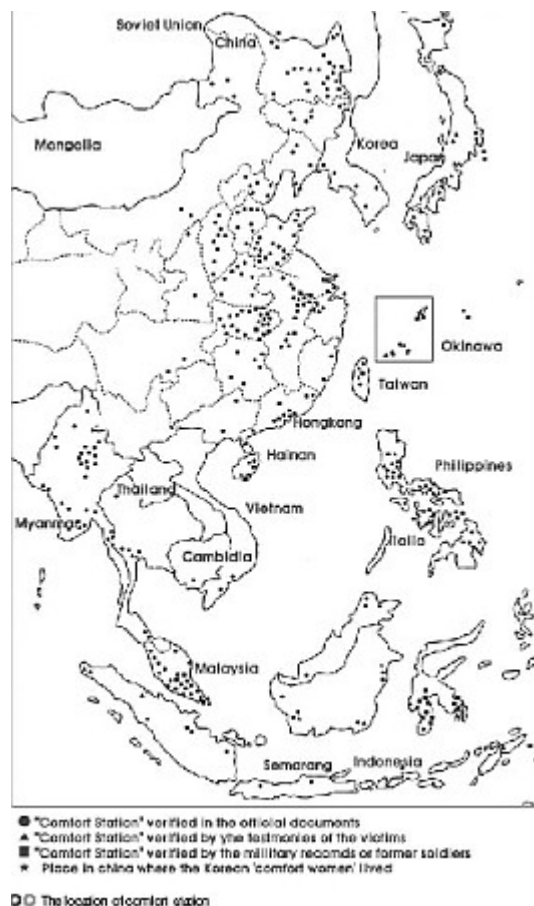 Soviet Union
China
Mongolia
Korea
Japan
Okinawa
Taiwan
Hongkong
Hainan
Philippines
Thailand
Vietnam
Myanmar
Iloilo
Cambidia
Malaysia
Semarang
Indonesia
"Comfort Station" verified in the official documents
"Comfort Station" verified by yhe testmonies of the victims
"Comfort Station" verified by the military records or former soldiers
Place in china where the Korean 'comfort women' lived
The location of comfort station